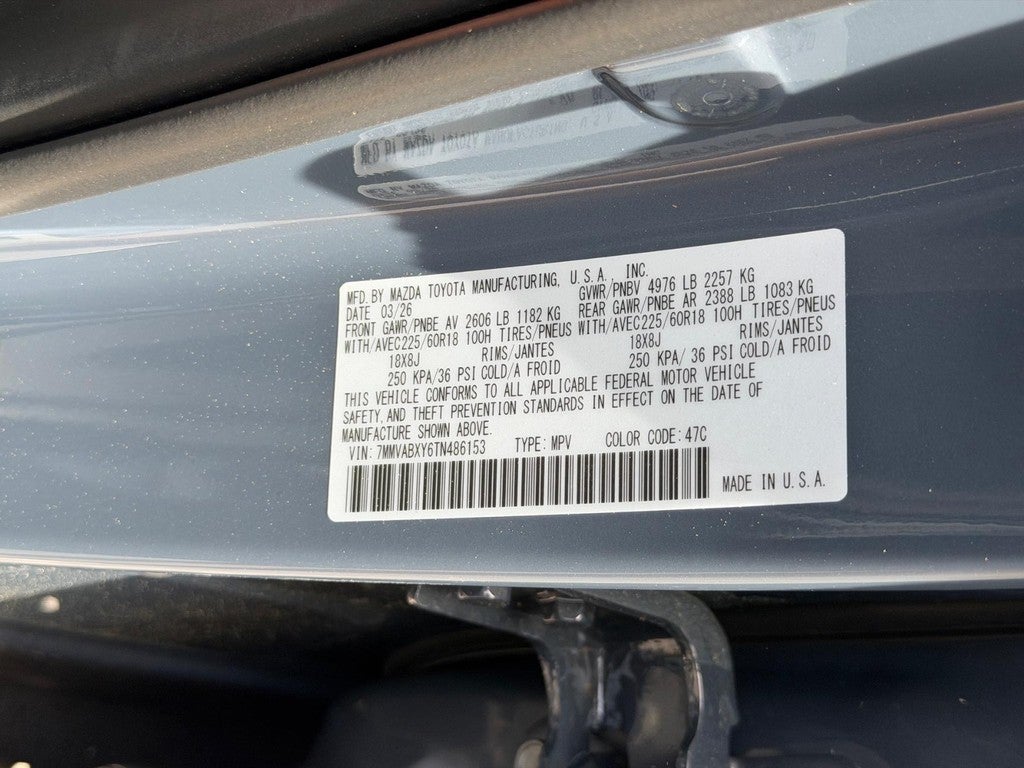 MFD. BY MAZDA TOYOTA MANUFACTURING, U.S.A., INC.
DATE 03/26 GVWR/PNBV 4976 LB 2257 KG
FRONT GAWR/PNBE AV 2606 LB 1182 KG REAR GAWR/PNBE AR 2388 LB 1083 KG
WITH/AVEC225/60R18 100H TIRES/PNEUS WITH/AVEC225/60R18 100H TIRES/PNEUS
18X8J RIMS/JANTES 18X8J RIMS/JANTES
250 KPA/36 PSI COLD/A FROID 250 KPA/ 36 PSI COLD/A FROID
THIS VEHICLE CONFORMS TO ALL APPLICABLE FEDERAL MOTOR VEHICLE
SAFETY, AND THEFT PREVENTION STANDARDS IN EFFECT ON THE DATE OF
MANUFACTURE SHOWN ABOVE.
VIN: 7MMVABXY6TN486153 TYPE: MPV COLOR CODE: 47C
MADE IN U.S.A.